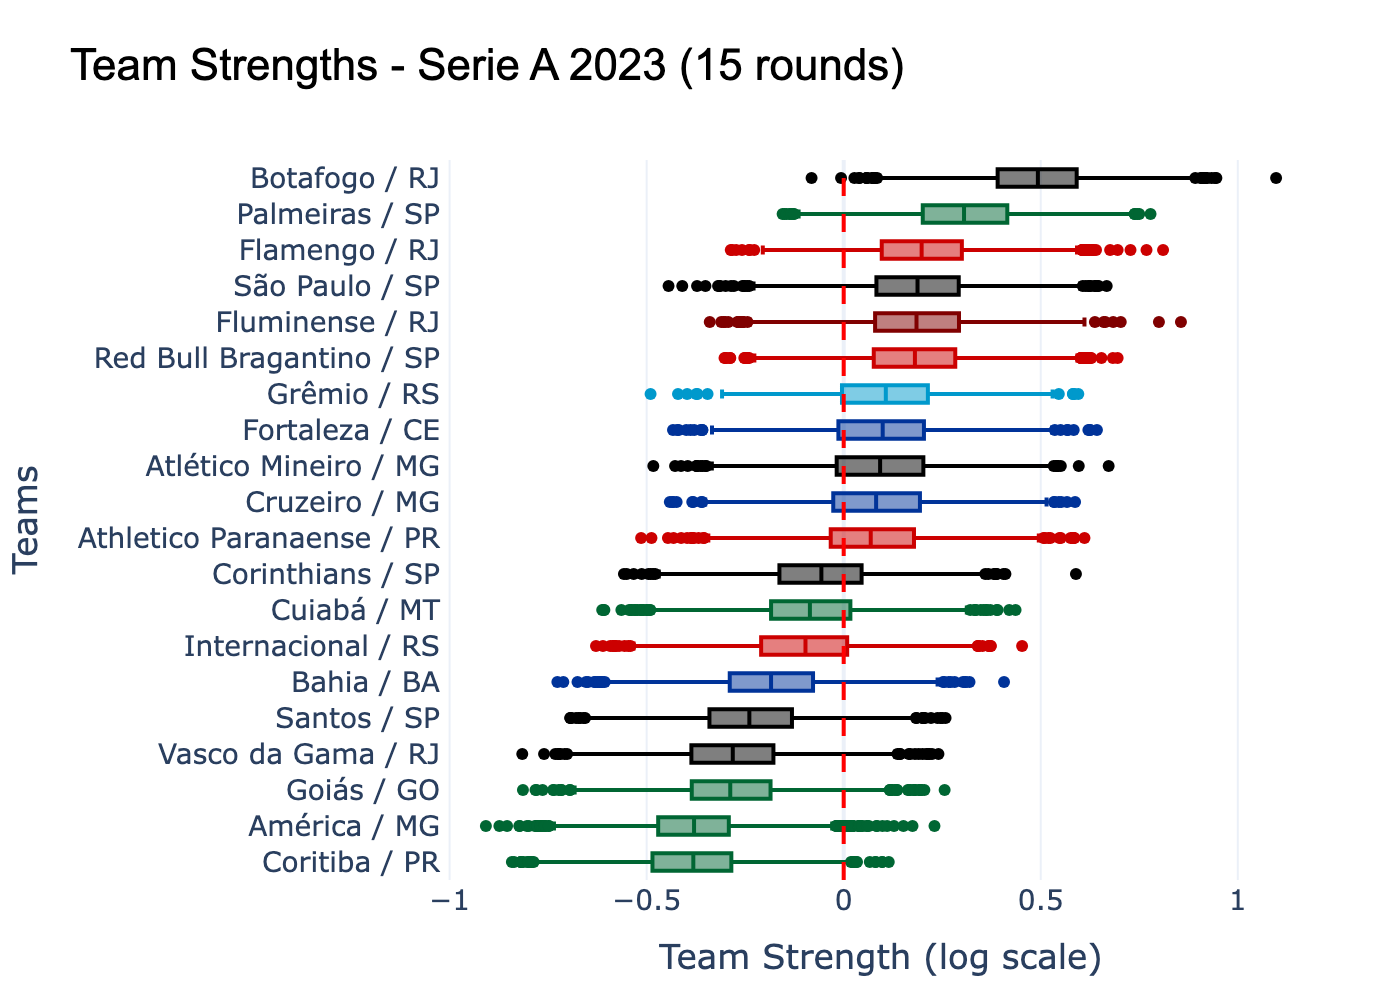 Team Strengths - Serie A 2023 (15 rounds)
Teams
Botafogo / RJ
Palmeiras / SP
Flamengo / RJ
São Paulo / SP
Fluminense / RJ
Red Bull Bragantino / SP
Grêmio / RS
Fortaleza / CE
Atlético Mineiro / MG
Cruzeiro / MG
Athletico Paranaense / PR
Corinthians / SP
Cuiabá / MT
Internacional / RS
Bahia / BA
Santos / SP
Vasco da Gama / RJ
Goiás / GO
América / MG
Coritiba / PR
−1 −0.5 0 0.5 1
Team Strength (log scale)